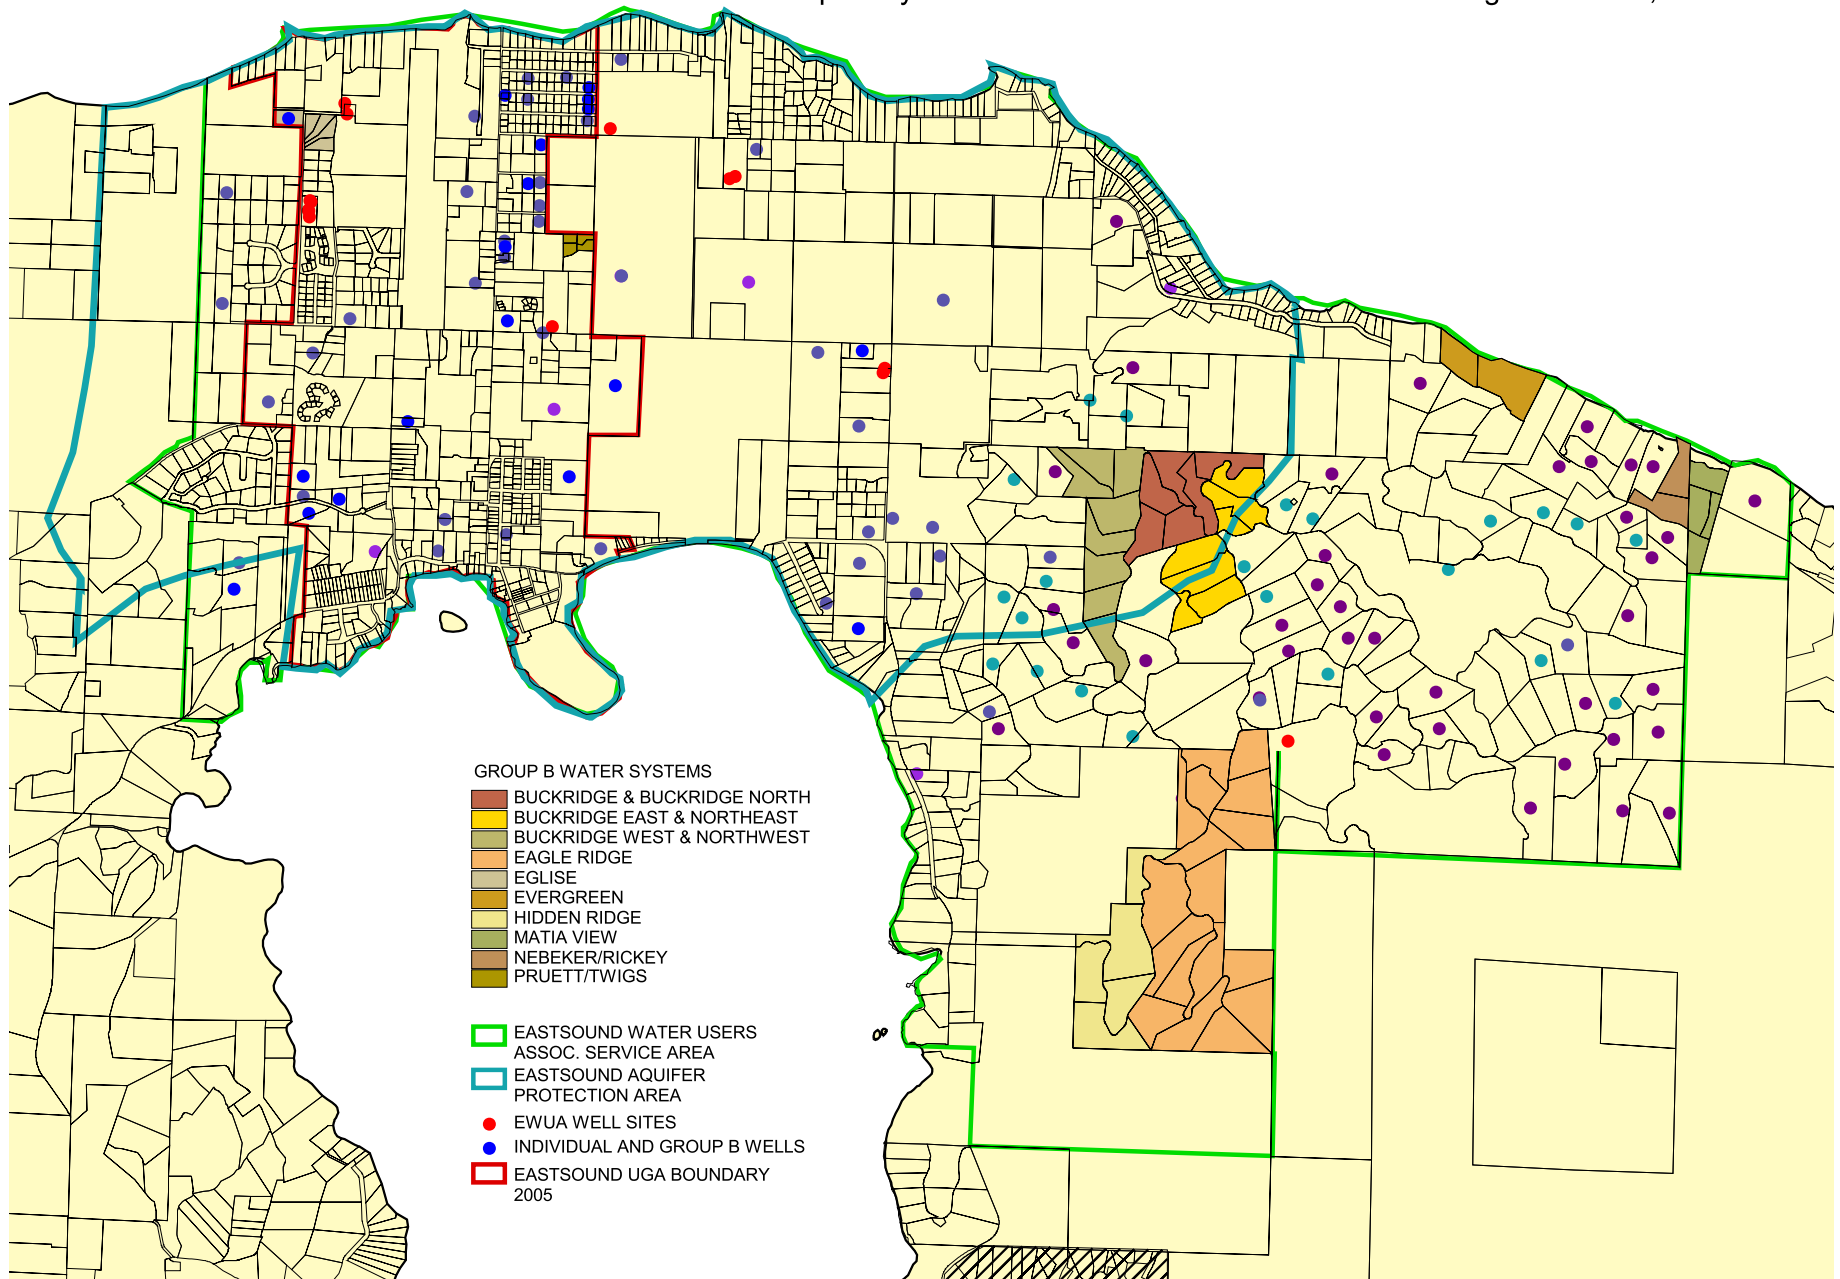 GROUP B WATER SYSTEMS
BUCKRIDGE & BUCKRIDGE NORTH
BUCKRIDGE EAST & NORTHEAST
BUCKRIDGE WEST & NORTHWEST
EAGLE RIDGE
EGLISE
EVERGREEN
HIDDEN RIDGE
MATIA VIEW
NEBEKER/RICKEY
PRUETT/TWIGS
EASTSOUND WATER USERS
ASSOC. SERVICE AREA
EASTSOUND AQUIFER
PROTECTION AREA
EWUA WELL SITES
INDIVIDUAL AND GROUP B WELLS
EASTSOUND UGA BOUNDARY
2005